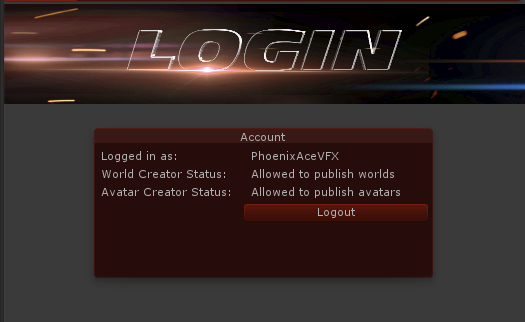 LOGIN
Account
Logged in as: PhoenixAceVFX
World Creator Status: Allowed to publish worlds
Avatar Creator Status: Allowed to publish avatars
Logout